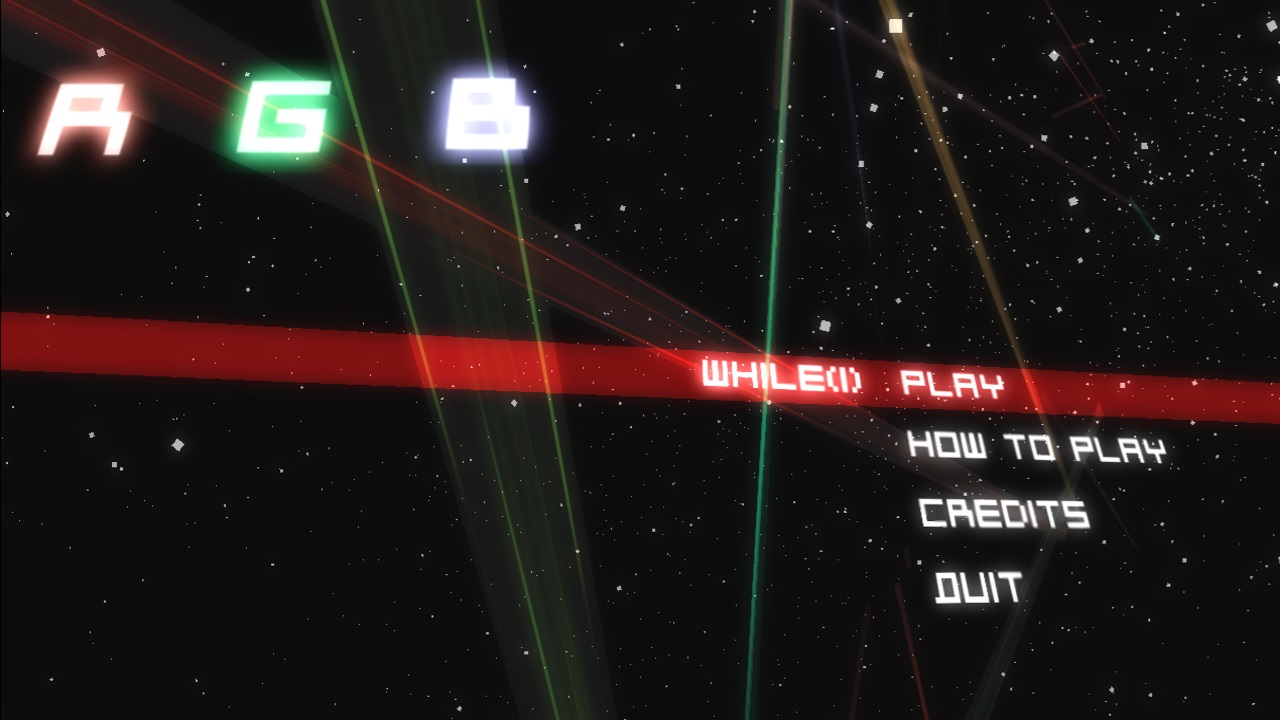 R G B
WHILE(1) PLAY
HOW TO PLAY
CREDITS
QUIT